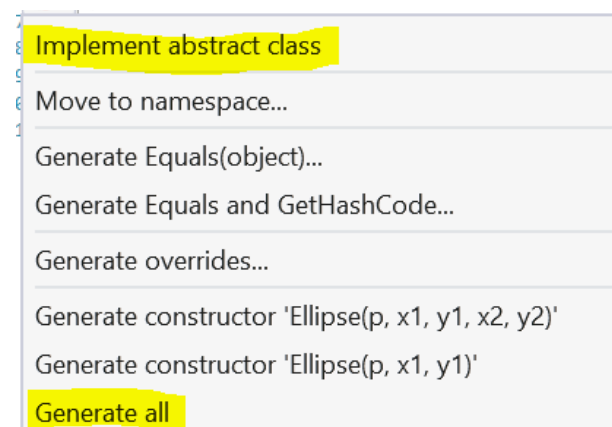 Implement abstract class
Move to namespace...
Generate Equals(object)...
Generate Equals and GetHashCode...
Generate overrides...
Generate constructor 'Ellipse(p, x1, y1, x2, y2)'
Generate constructor 'Ellipse(p, x1, y1)'
Generate all